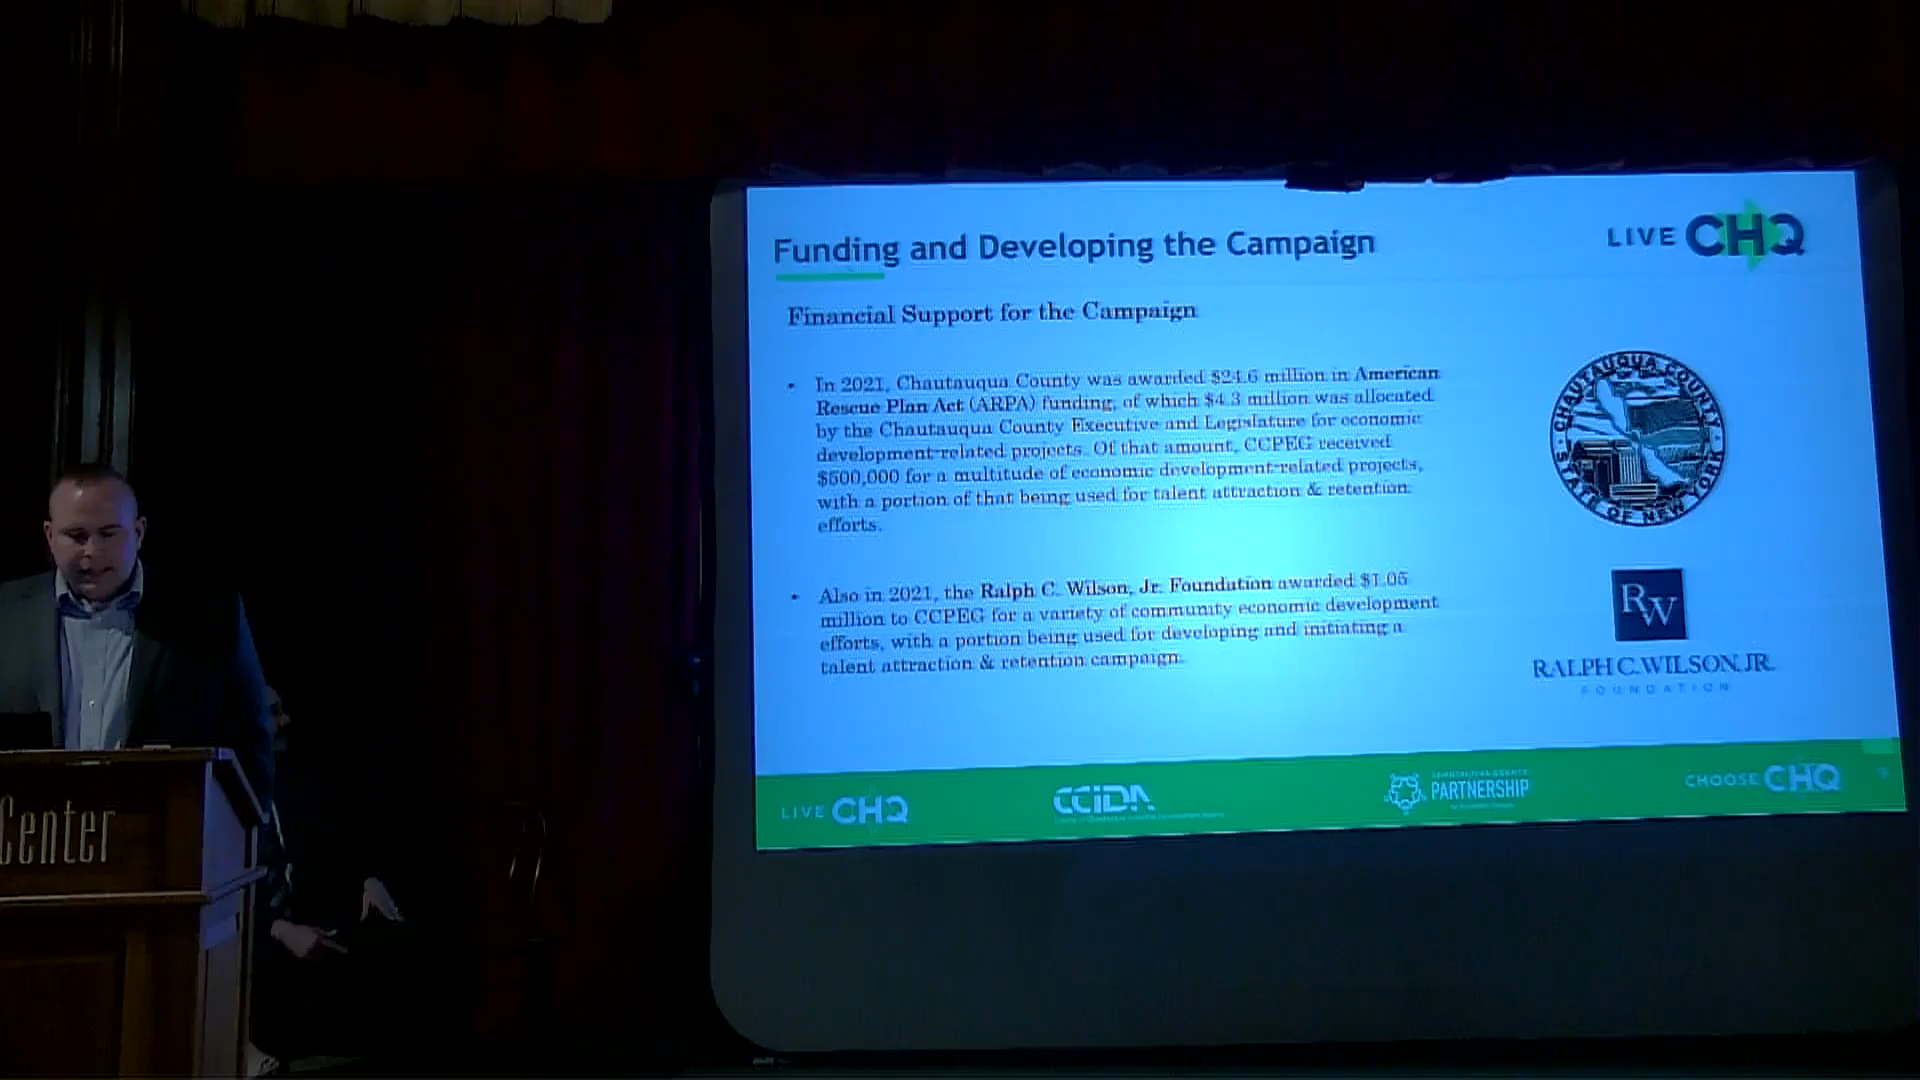 Funding and Developing the Campaign
LIVE CHQ
Financial Support for the Campaign
• In 2021, Chautauqua County was awarded $24.6 million in American
Rescue Plan Act (ARPA) funding, of which $4.3 million was allocated
by the Chautauqua County Executive and Legislature for economic
development-related projects. Of that amount, CCPEG received
$500,000 for a multitude of economic development-related projects,
with a portion of that being used for talent attraction & retention
efforts.
CHAUTAUQUA COUNTY
STATE OF NEW YORK
• Also in 2021, the Ralph C. Wilson, Jr. Foundation awarded $1.05
million to CCPEG for a variety of community economic development
efforts, with a portion being used for developing and initiating a
talent attraction & retention campaign.
RW
RALPH C. WILSON, JR.
FOUNDATION
LIVE CHQ
CCIDA
PARTNERSHIP
CHOOSE CHQ
Center